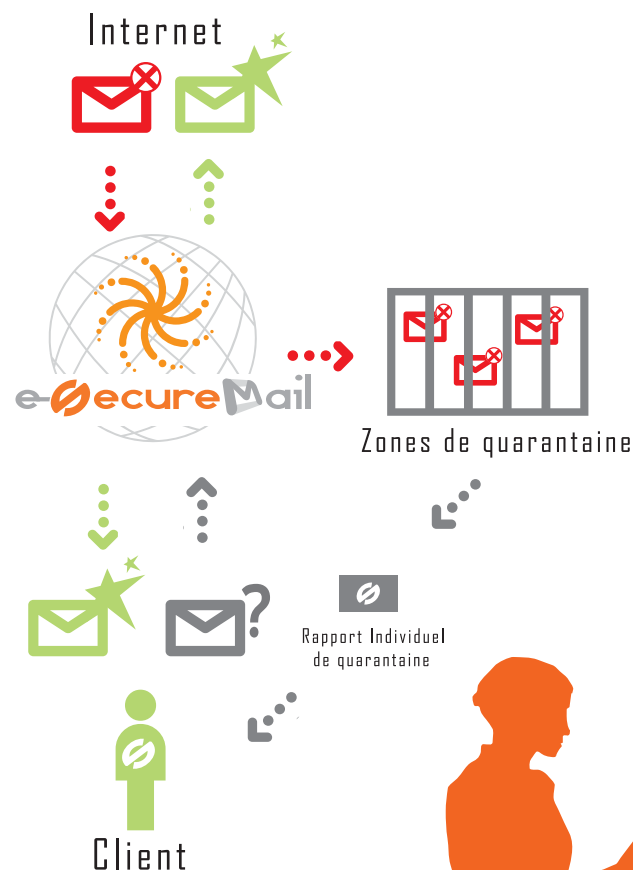 Internet
e-SecureMail
Zones de quarantaine
?
Rapport Individuel
de quarantaine
Client